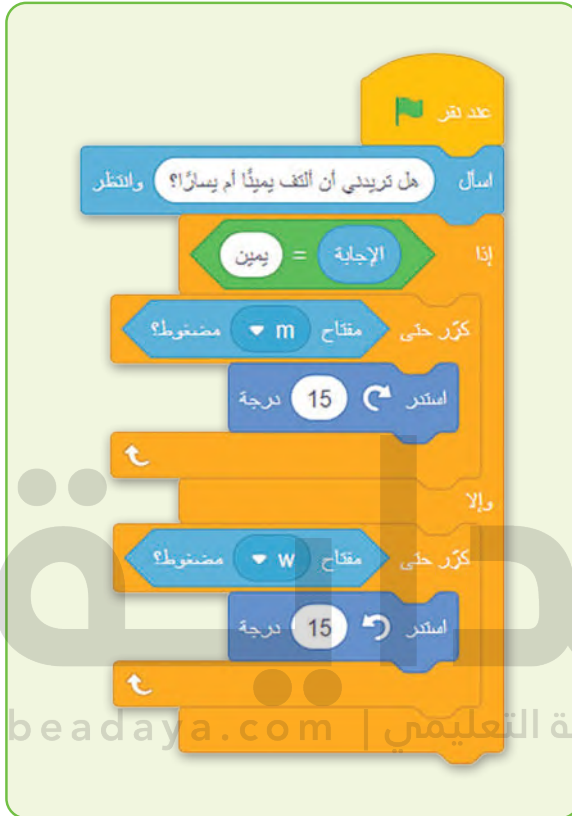 عند نقر
اسأل هل تريدني أن ألتف يمينًا أم يسارًا؟ وانتظر
إذا الإجابة = يمين
كرّر حتى مفتاح m مضغوط؟
استدر 15 درجة
وإلا
كرّر حتى مفتاح w مضغوط؟
استدر 15 درجة
beadaya.com | ة التعليمي